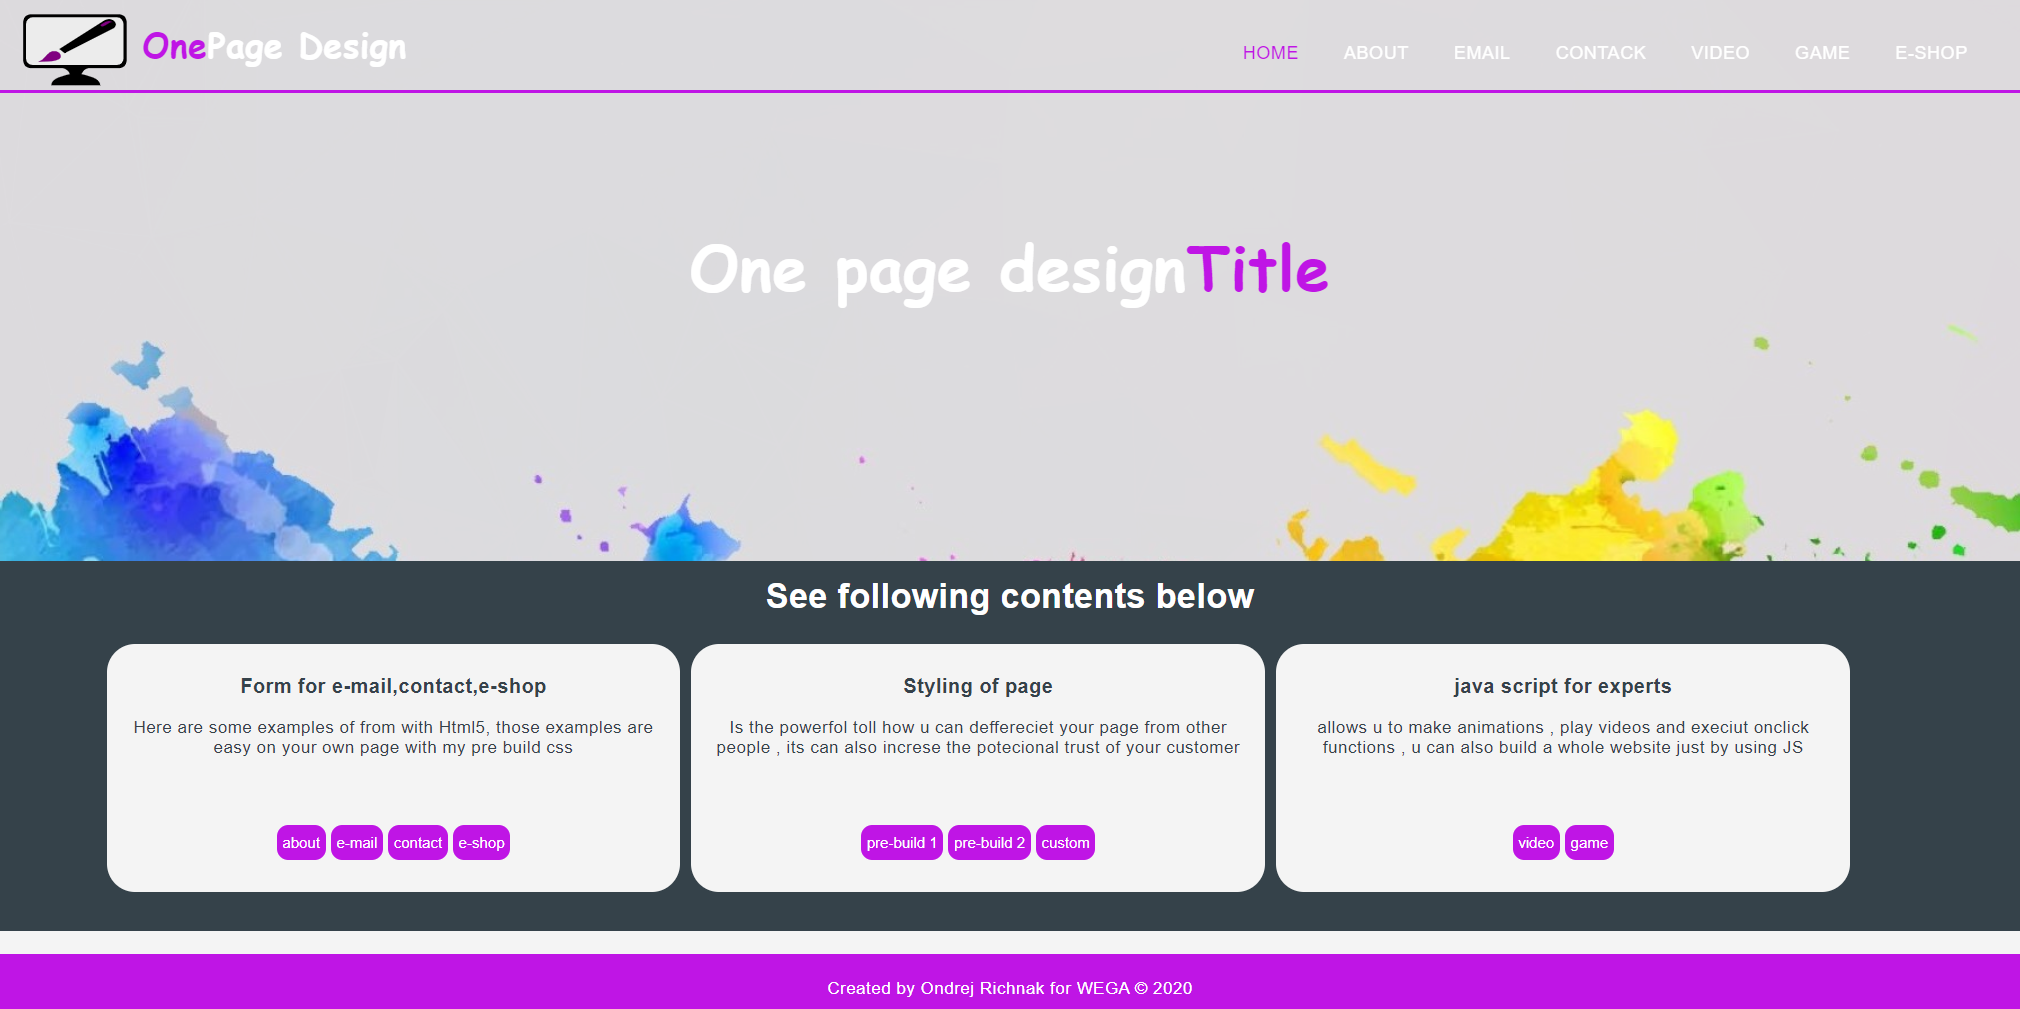 OnePage Design
HOME ABOUT EMAIL CONTACK VIDEO GAME E-SHOP
One page designTitle
See following contents below
Form for e-mail,contact,e-shop
Here are some examples of from with Html5, those examples are
easy on your own page with my pre build css
about e-mail contact e-shop
Styling of page
Is the powerfol toll how u can deffereciet your page from other
people , its can also increse the potecional trust of your customer
pre-build 1 pre-build 2 custom
java script for experts
allows u to make animations , play videos and execiut onclick
functions , u can also build a whole website just by using JS
video game
Created by Ondrej Richnak for WEGA © 2020